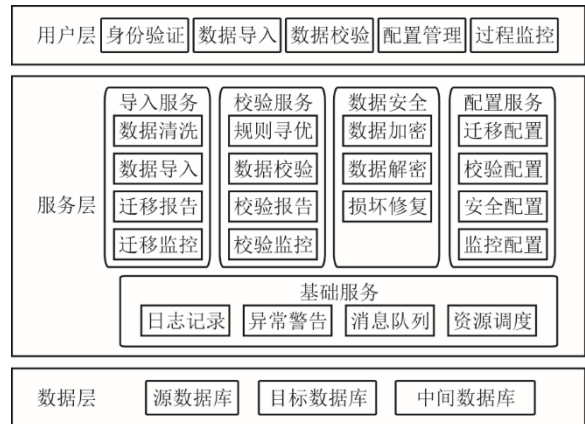 用户层 身份验证 数据导入 数据校验 配置管理 过程监控
导入服务 校验服务 数据安全 配置服务
数据清洗 规则寻优 数据加密 迁移配置
数据导入 数据校验 数据解密 校验配置
服务层 迁移报告 校验报告 损坏修复 安全配置
迁移监控 校验监控 监控配置
基础服务
日志记录 异常警告 消息队列 资源调度
数据层 源数据库 目标数据库 中间数据库